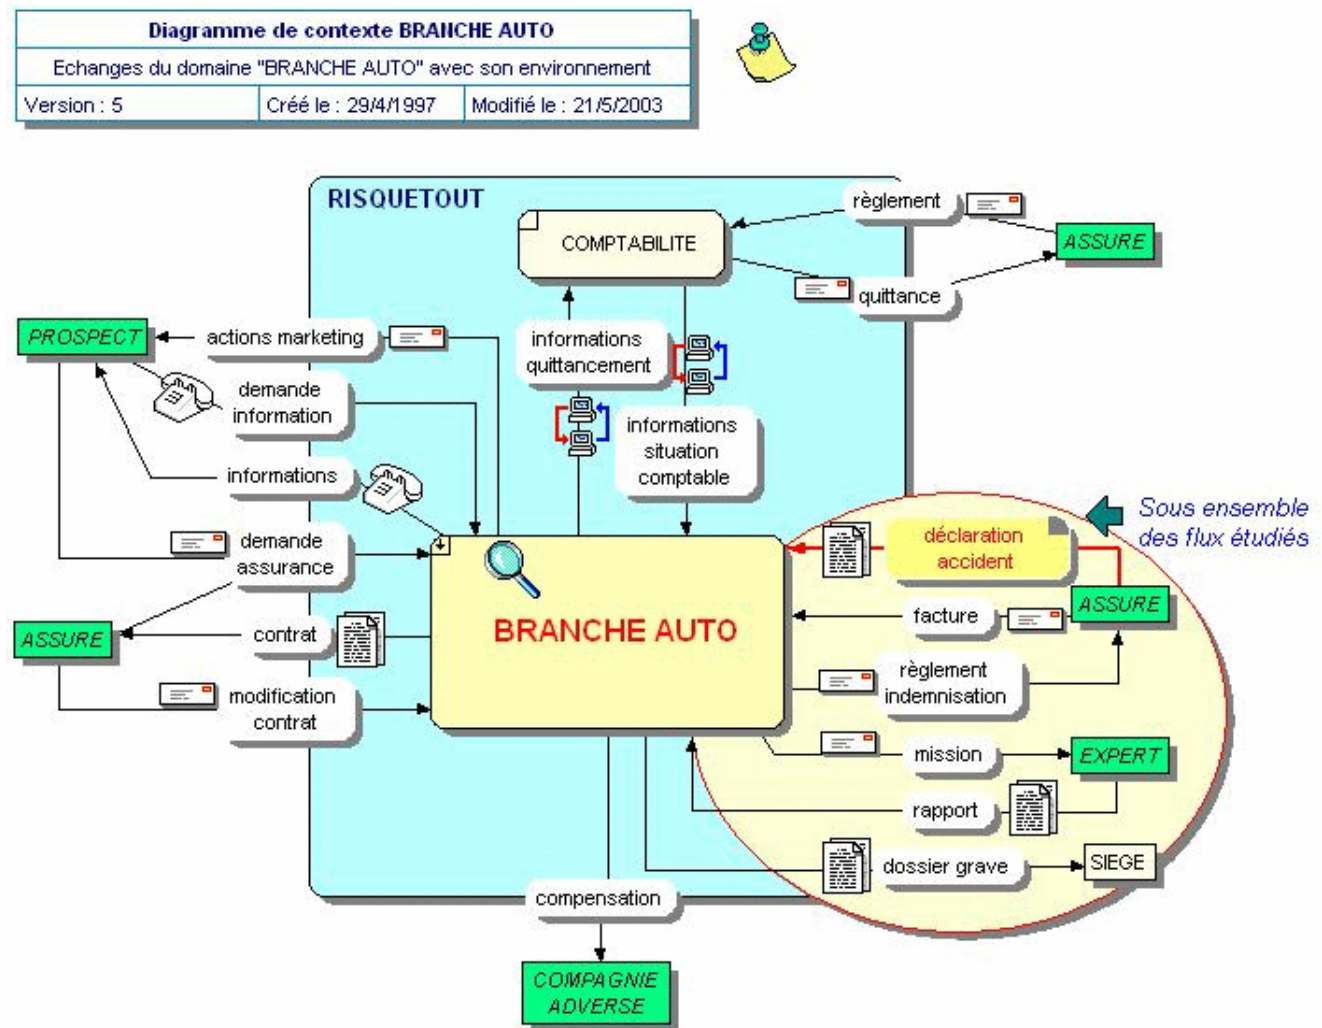 Diagramme de contexte BRANCHE AUTO
Echanges du domaine "BRANCHE AUTO" avec son environnement
Version : 5
Créé le : 29/4/1997
Modifié le : 21/5/2003
RISQUETOUT
règlement
COMPTABILITE
ASSURE
quittance
PROSPECT
actions marketing
informations
quittancement
demande
information
informations
situation
comptable
informations
Sous ensemble
des flux étudiés
demande
assurance
déclaration
accident
ASSURE
facture
BRANCHE AUTO
ASSURE
contrat
règlement
indemnisation
modification
contrat
mission
EXPERT
rapport
dossier grave
SIEGE
compensation
COMPAGNIE
ADVERSE